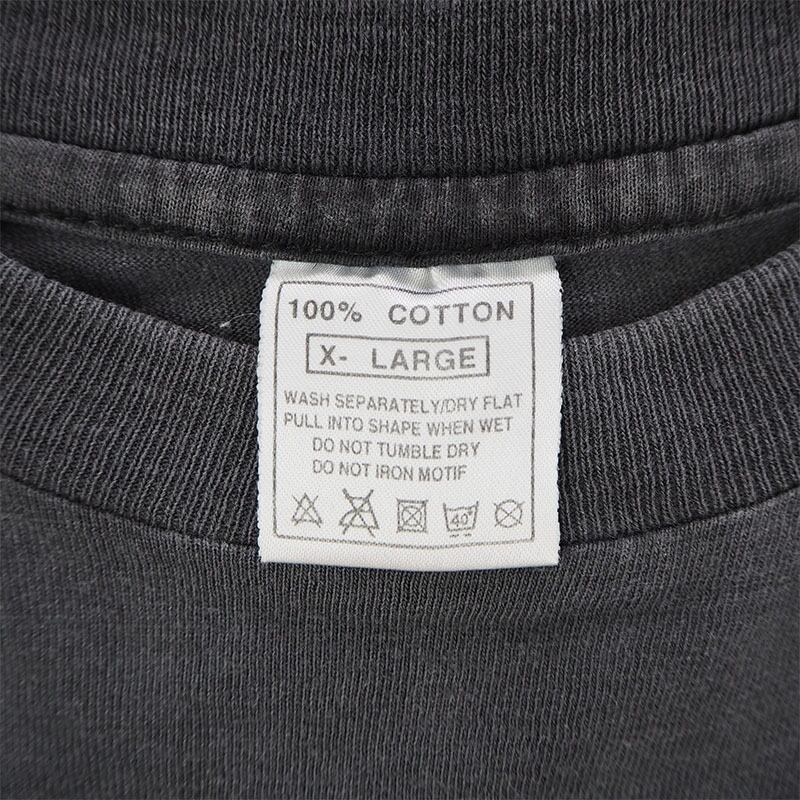 100% COTTON
X- LARGE
WASH SEPARATELY/DRY FLAT
PULL INTO SHAPE WHEN WET
DO NOT TUMBLE DRY
DO NOT IRON MOTIF
40°